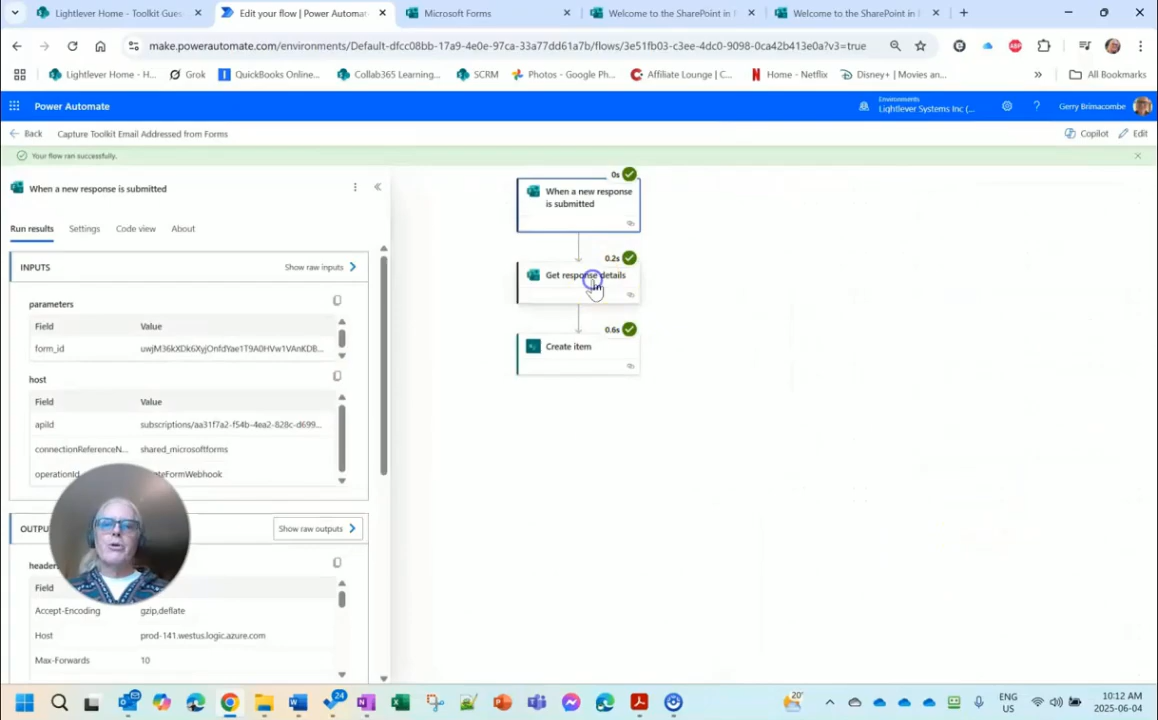 Lightlever Home - Toolkit Gues
Edit your flow | Power Automat
Microsoft Forms
Welcome to the SharePoint in
Welcome to the SharePoint in
make.powerautomate.com/environments/Default-dfcc08bb-17a9-4e0e-97ca-33a77dd61a7b/flows/3e51fb03-c3ee-4dc0-9098-0ca42b413e0a?v3=true
Lightlever Home - H...
Grok
QuickBooks Online...
Collab365 Learning...
SCRM
Photos - Google Ph...
Affiliate Lounge | C...
Home - Netflix
Disney+ | Movies an...
All Bookmarks
Power Automate
Environments
Lightlever Systems Inc (...
Gerry Brimacombe
Back
Capture Toolkit Email Addressed from Forms
Copilot
Edit
Your flow ran successfully.
When a new response is submitted
Run results
Settings
Code view
About
INPUTS
Show raw inputs
parameters
Field Value
form_id
host
Field Value
apiId subscriptions/aa31f7a2-f54b-4ea2-828c-d699...
connectionReferenceN... shared_microsoftforms
operationId
OUTPU
Show raw outputs
header
Field
Accept-Encoding gzip,deflate
Host prod-141.westus.logic.azure.com
Max-Forwards 10
0s
When a new response
is submitted
0.2s
Get response details
0.6s
Create item
24
20°
ENG
US
10:12 AM
2025-06-04